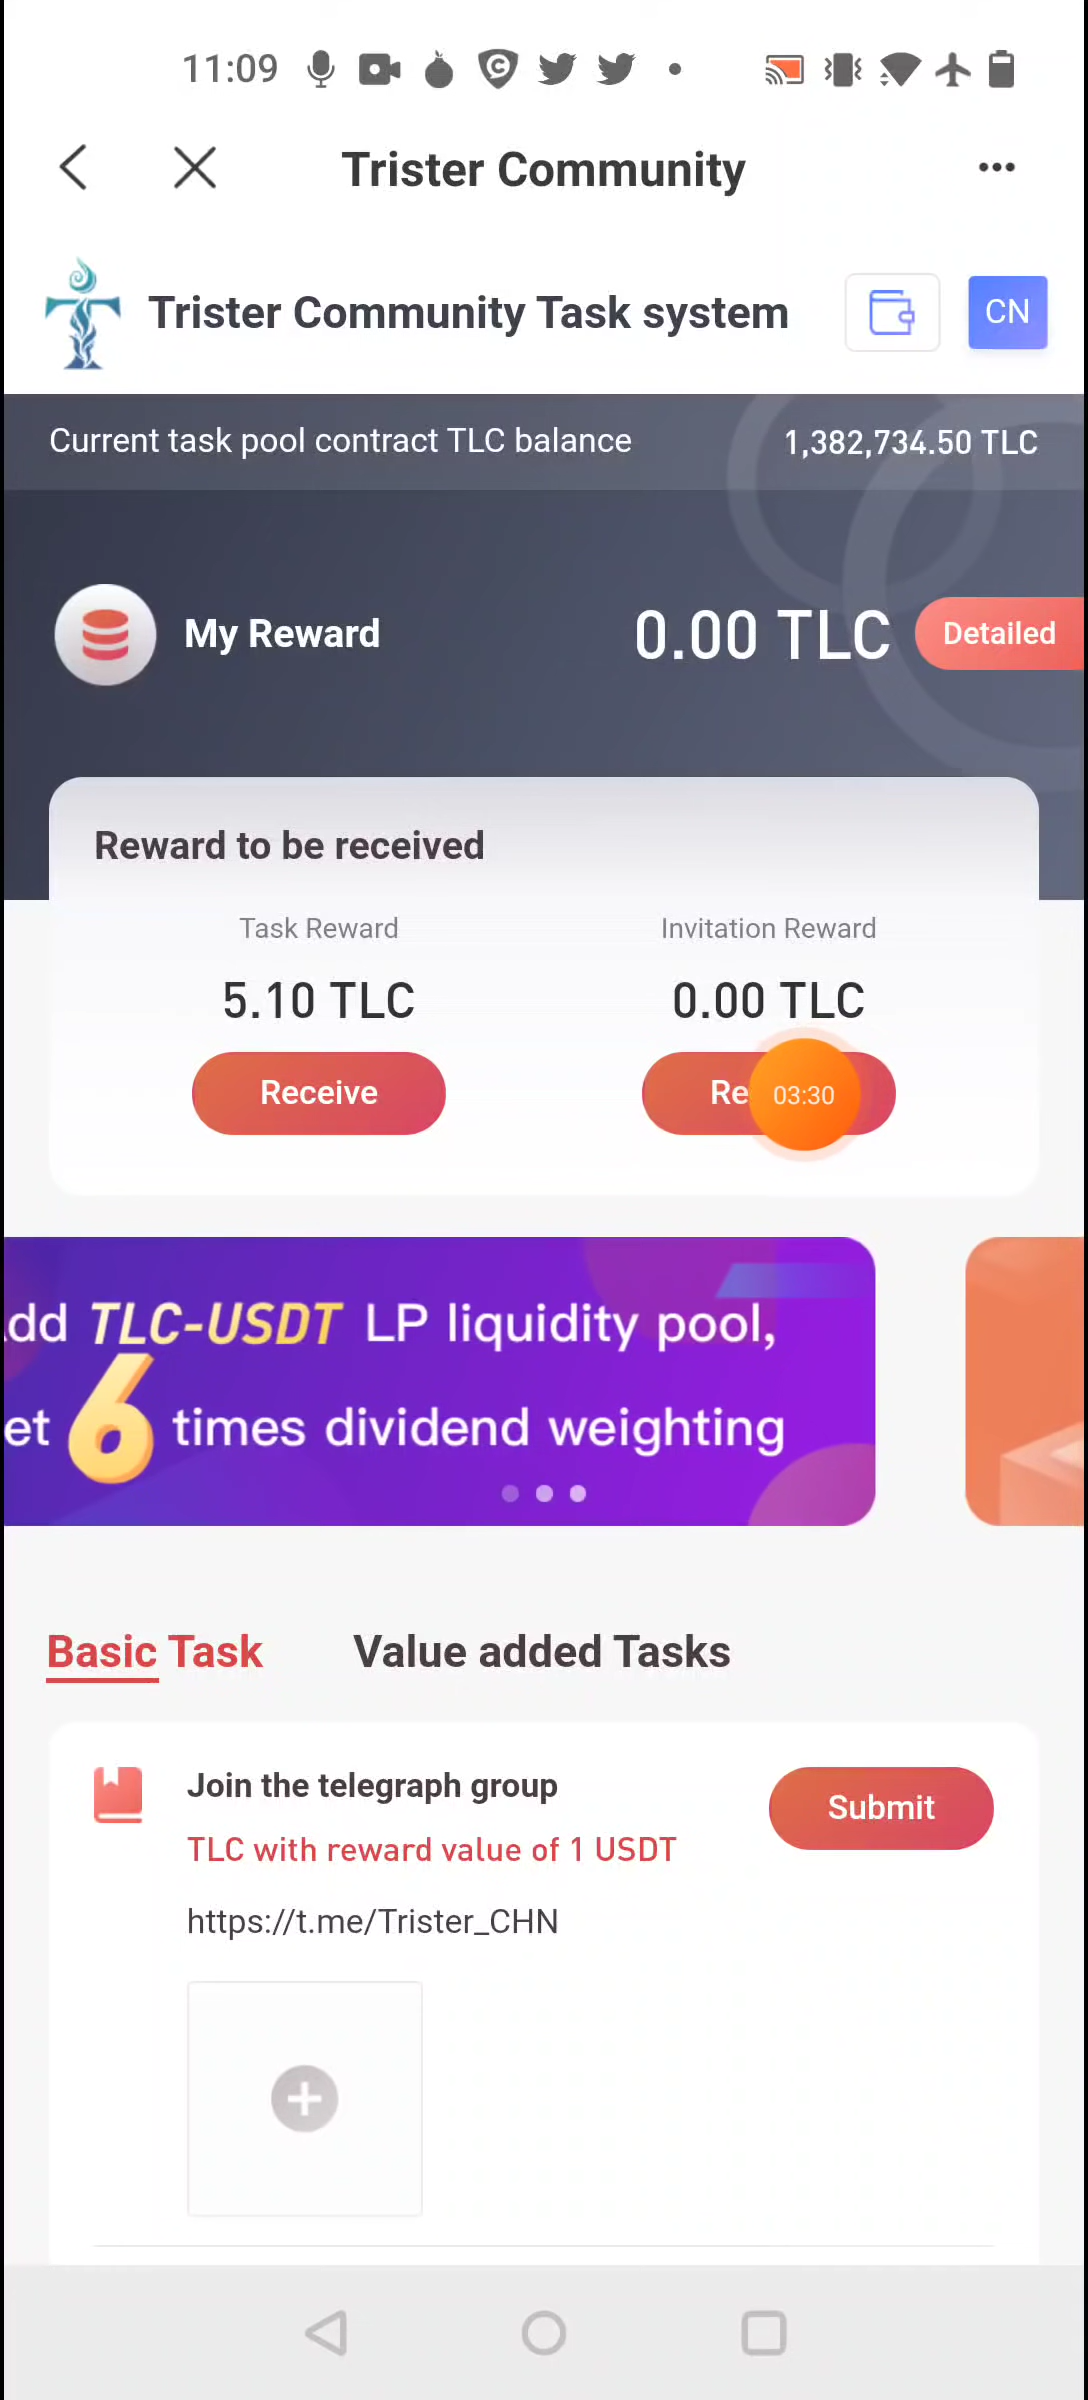 11:09
Trister Community
Trister Community Task system
CN
Current task pool contract TLC balance
1,382,734.50 TLC
My Reward
0.00 TLC
Detailed
Reward to be received
Task Reward
Invitation Reward
5.10 TLC
0.00 TLC
Receive
Re
03:30
dd TLC-USDT LP liquidity pool,
et 6 times dividend weighting
Basic Task
Value added Tasks
Join the telegraph group
Submit
TLC with reward value of 1 USDT
https://t.me/Trister_CHN